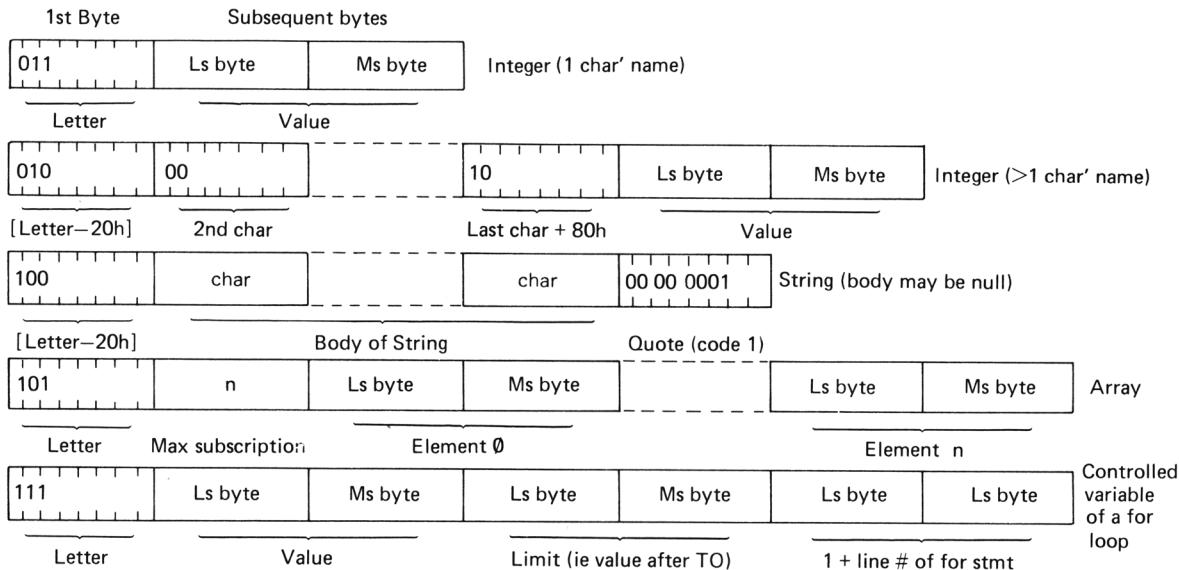 1st Byte Subsequent bytes
011 Ls byte Ms byte Integer (1 char' name)
Letter Value
010 00 10 Ls byte Ms byte Integer (>1 char' name)
[Letter—20h] 2nd char Last char + 80h Value
100 char char 00 00 0001 String (body may be null)
[Letter—20h] Body of String Quote (code 1)
101 n Ls byte Ms byte Ls byte Ms byte Array
Letter Max subscription Element Ø Element n
111 Ls byte Ms byte Ls byte Ms byte Ls byte Ls byte Controlled
variable
of a for
loop
Letter Value Limit (ie value after TO) 1 + line # of for stmt